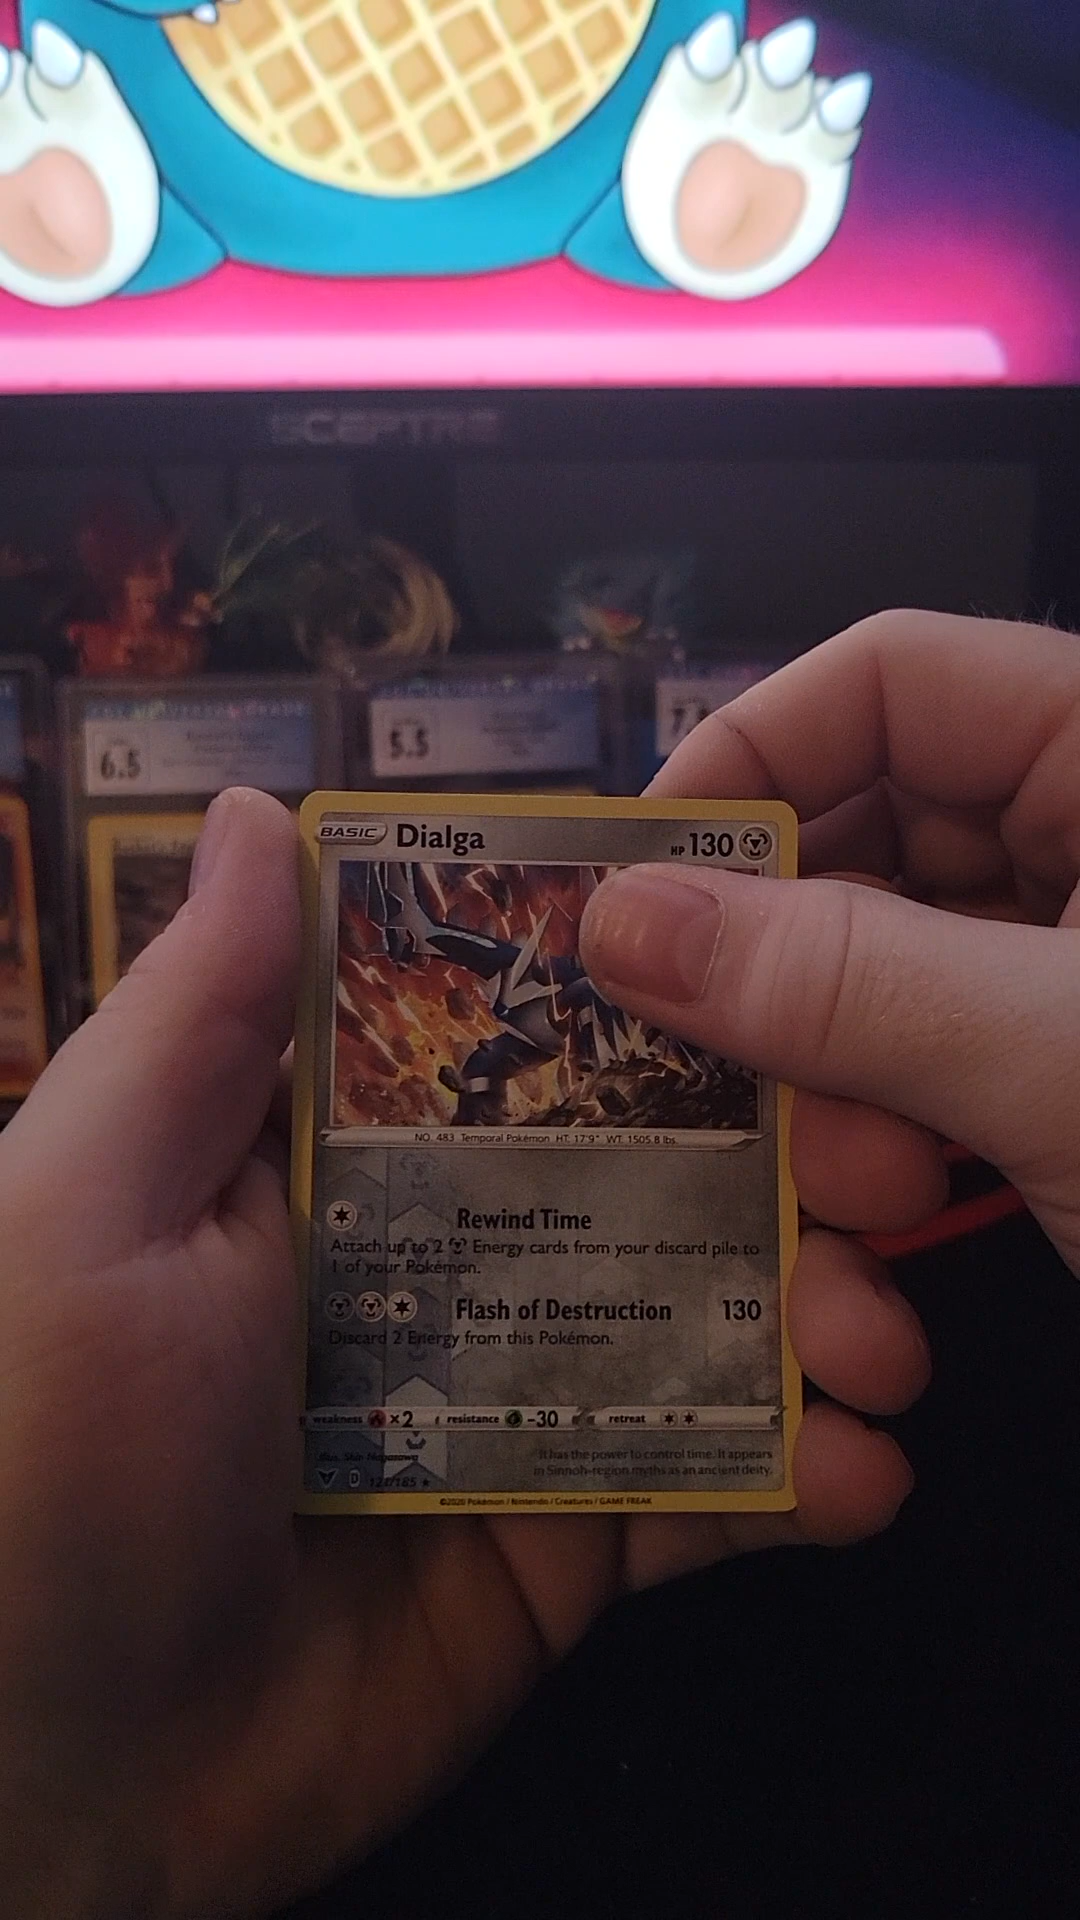 SCEPTRE
6.5
5.5
BASIC Dialga HP 130
NO. 483 Temporal Pokémon HT. 17'9" WT. 1505.8 lbs.
Rewind Time
Attach up to 2 Energy cards from your discard pile to
1 of your Pokémon.
Flash of Destruction 130
Discard 2 Energy from this Pokémon.
weakness ×2 resistance -30 retreat
Illus. Shin Nagasawa
It has the power to control time. It appears
in Sinnoh-region myths as an ancient deity.
D /185 ★
©2020 Pokémon / Nintendo / Creatures / GAME FREAK